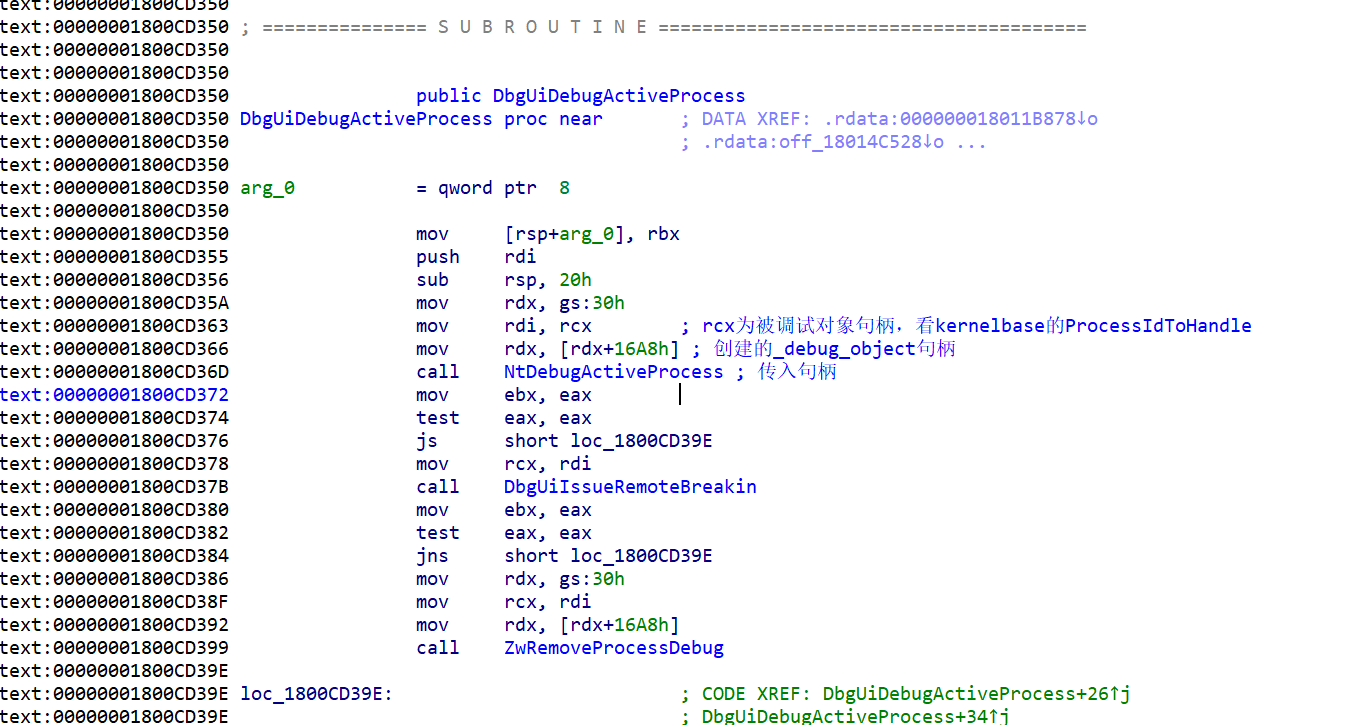 text:00000001800CD350
text:00000001800CD350 ; =============== S U B R O U T I N E =======================================
text:00000001800CD350
text:00000001800CD350
text:00000001800CD350 public DbgUiDebugActiveProcess
text:00000001800CD350 DbgUiDebugActiveProcess proc near ; DATA XREF: .rdata:000000018011B878↓o
text:00000001800CD350 ; .rdata:off_18014C528↓o ...
text:00000001800CD350
text:00000001800CD350 arg_0 = qword ptr 8
text:00000001800CD350
text:00000001800CD350 mov [rsp+arg_0], rbx
text:00000001800CD355 push rdi
text:00000001800CD356 sub rsp, 20h
text:00000001800CD35A mov rdx, gs:30h
text:00000001800CD363 mov rdi, rcx ; rcx为被调试对象句柄，看kernelbase的ProcessIdToHandle
text:00000001800CD366 mov rdx, [rdx+16A8h] ; 创建的_debug_object句柄
text:00000001800CD36D call NtDebugActiveProcess ; 传入句柄
text:00000001800CD372 mov ebx, eax
text:00000001800CD374 test eax, eax
text:00000001800CD376 js short loc_1800CD39E
text:00000001800CD378 mov rcx, rdi
text:00000001800CD37B call DbgUiIssueRemoteBreakin
text:00000001800CD380 mov ebx, eax
text:00000001800CD382 test eax, eax
text:00000001800CD384 jns short loc_1800CD39E
text:00000001800CD386 mov rdx, gs:30h
text:00000001800CD38F mov rcx, rdi
text:00000001800CD392 mov rdx, [rdx+16A8h]
text:00000001800CD399 call ZwRemoveProcessDebug
text:00000001800CD39E
text:00000001800CD39E loc_1800CD39E: ; CODE XREF: DbgUiDebugActiveProcess+26↑j
text:00000001800CD39E ; DbgUiDebugActiveProcess+34↑j